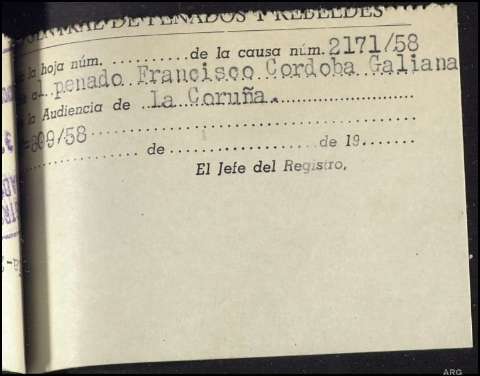 CENTRAL DE PENADOS Y REBELDES
la hoja núm. ........... de la causa núm. 2171/58
penado Francisco Cordoba Galiana
la Audiencia de La Coruña.
809/58
de ................. de 19.......
El Jefe del Registro,
ARG